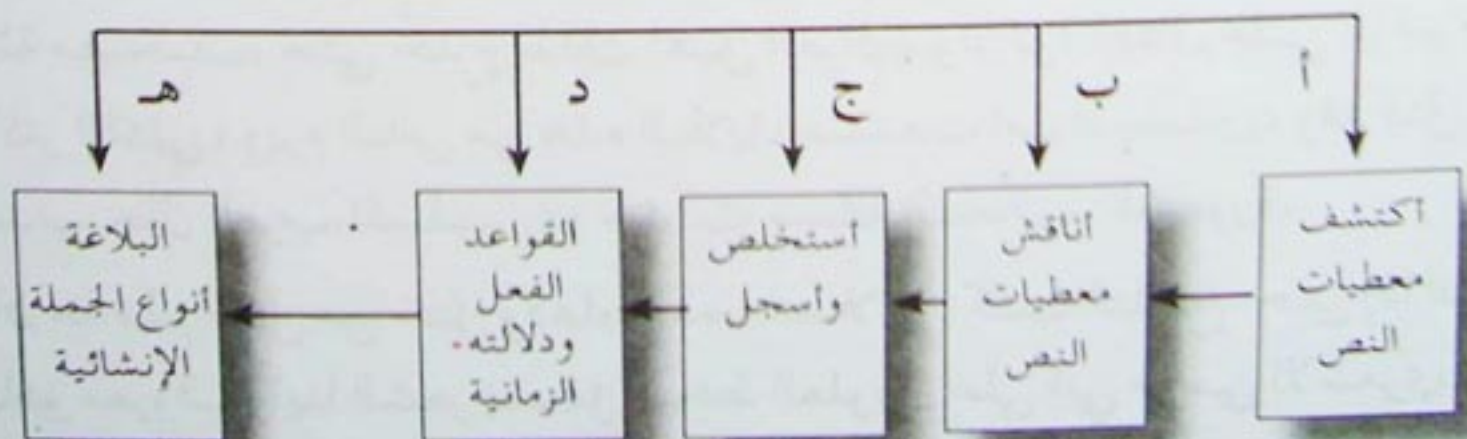 أ
ب
ج
د
هـ
أكتشف
معطيات
النص
أناقش
معطيات
النص
أستخلص
وأسجل
القواعد
الفعل
ودلالته.
الزمانية
البلاغة
أنواع الجملة
الإنشائية